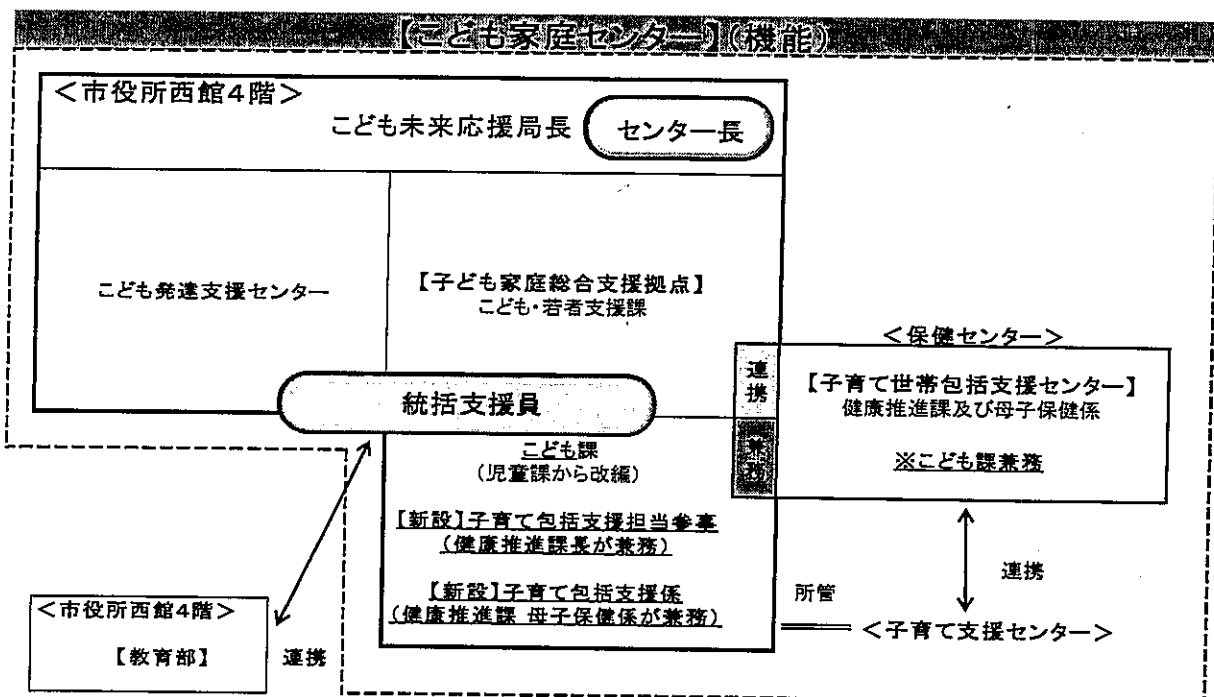 【こども家庭センター】(機能)
＜市役所西館4階＞
こども未来応援局長
センター長
こども発達支援センター
【子ども家庭総合支援拠点】
こども・若者支援課
統括支援員
連携
兼務
＜保健センター＞
【子育て世帯包括支援センター】
健康推進課及び母子保健係
※こども課兼務
こども課
(児童課から改編)
【新設】子育て包括支援担当参事
(健康推進課長が兼務)
【新設】子育て包括支援係
(健康推進課 母子保健係が兼務)
所管
連携
＜子育て支援センター＞
＜市役所西館4階＞
【教育部】
連携